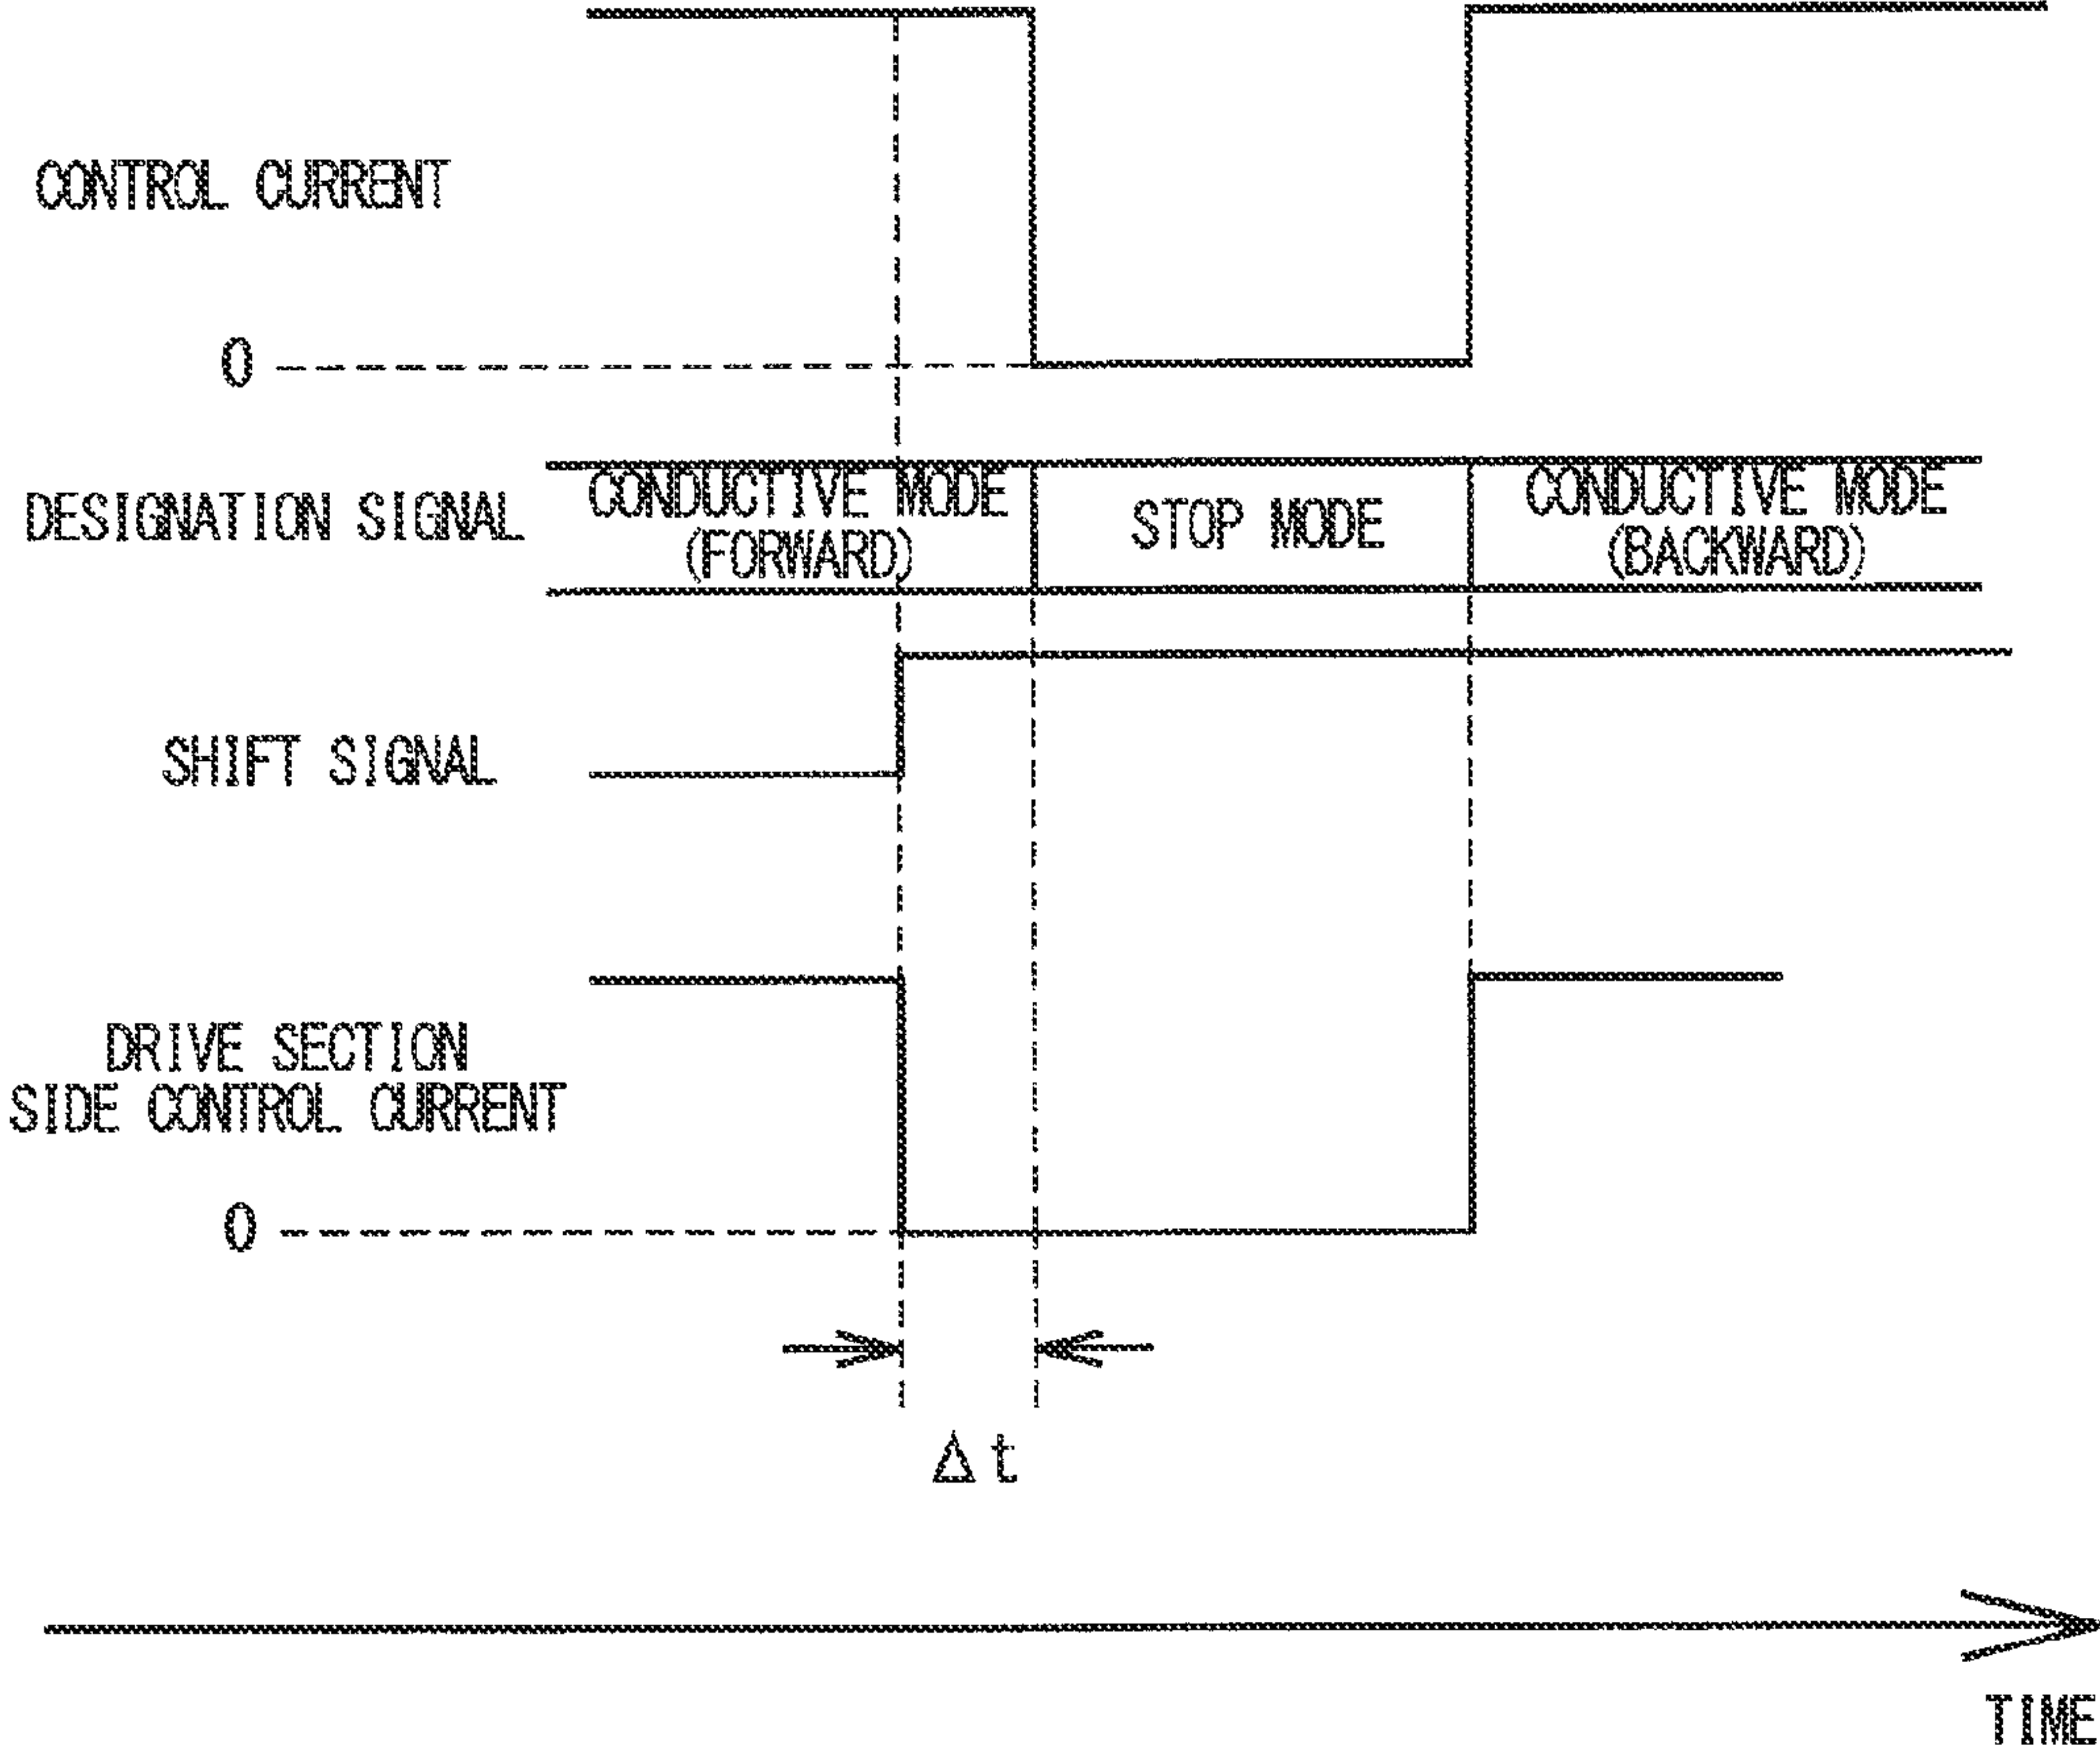 CONTROL CURRENT
0
DESIGNATION SIGNAL
CONDUCTIVE MODE
(FORWARD)
STOP MODE
CONDUCTIVE MODE
(BACKWARD)
SHIFT SIGNAL
DRIVE SECTION
SIDE CONTROL CURRENT
0
Δt
TIME